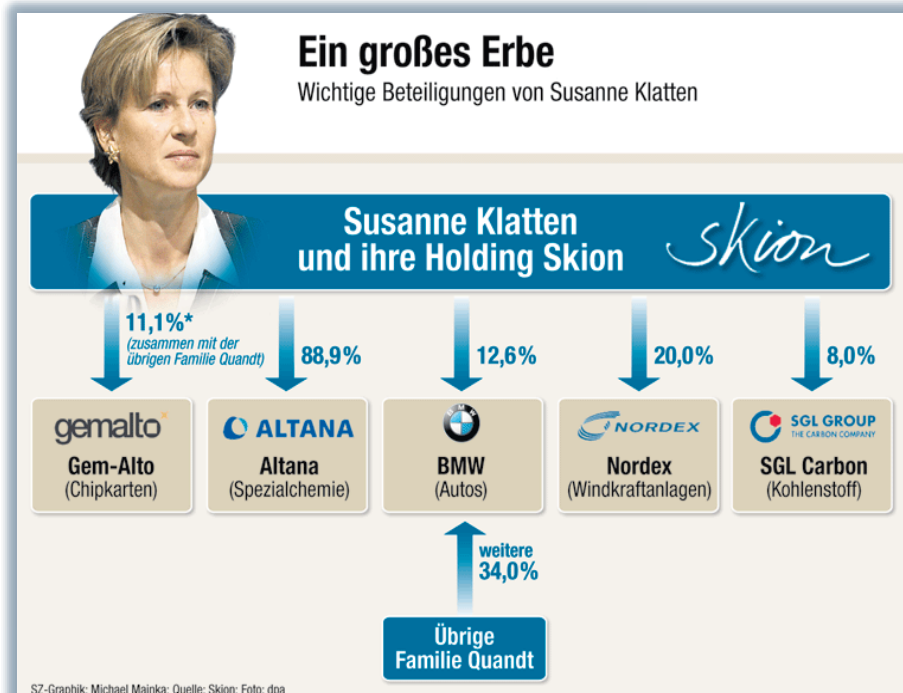 Ein großes Erbe
Wichtige Beteiligungen von Susanne Klatten
Susanne Klatten
und ihre Holding Skion
skion
11,1%*
(zusammen mit der
übrigen Familie Quandt)
88,9%
12,6%
20,0%
8,0%
gemalto
Gem-Alto
(Chipkarten)
ALTANA
Altana
(Spezialchemie)
BMW
BMW
(Autos)
NORDEX
Nordex
(Windkraftanlagen)
SGL GROUP
THE CARBON COMPANY
SGL Carbon
(Kohlenstoff)
weitere
34,0%
Übrige
Familie Quandt
SZ-Graphik: Michael Mainka; Quelle: Skion; Foto: dpa